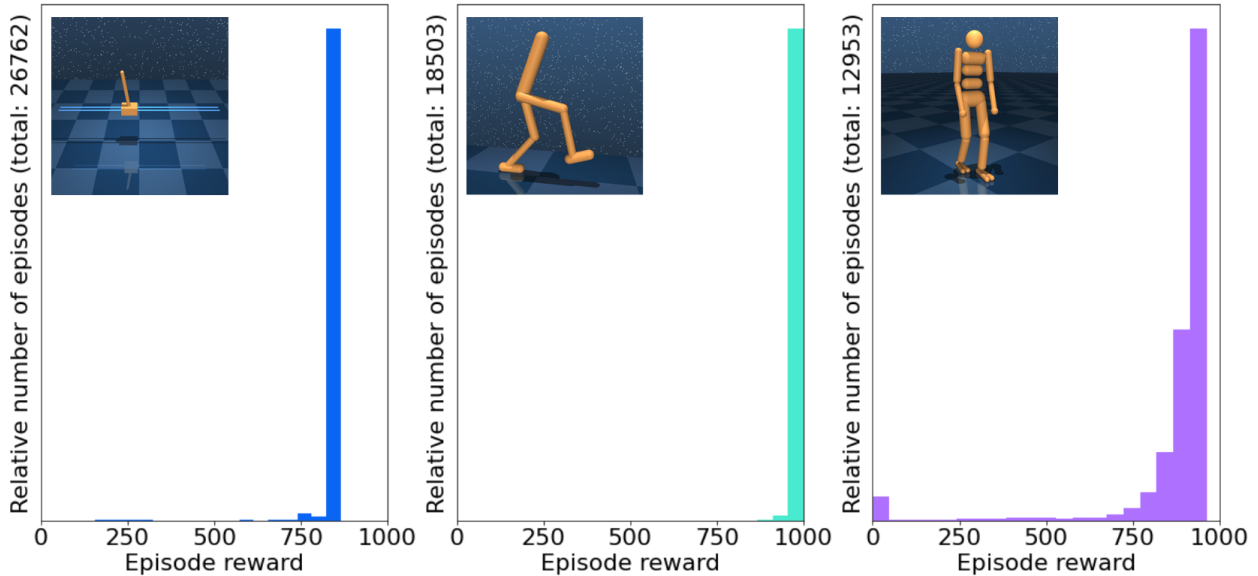 Relative number of episodes (total: 26762)
0 250 500 750 1000
Episode reward
Relative number of episodes (total: 18503)
0 250 500 750 1000
Episode reward
Relative number of episodes (total: 12953)
0 250 500 750 1000
Episode reward